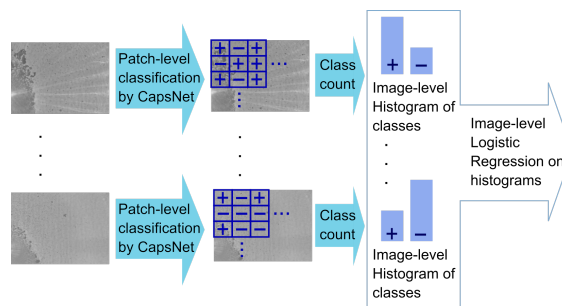 Patch-level
classification
by CapsNet
+ − +
− + +
+ + +
...
⋮
Class
count
+ −
Image-level
Histogram of
classes
.
.
.
Patch-level
classification
by CapsNet
+ − +
− − −
+ − −
...
⋮
Class
count
+ −
Image-level
Histogram of
classes
Image-level
Logistic
Regression on
histograms